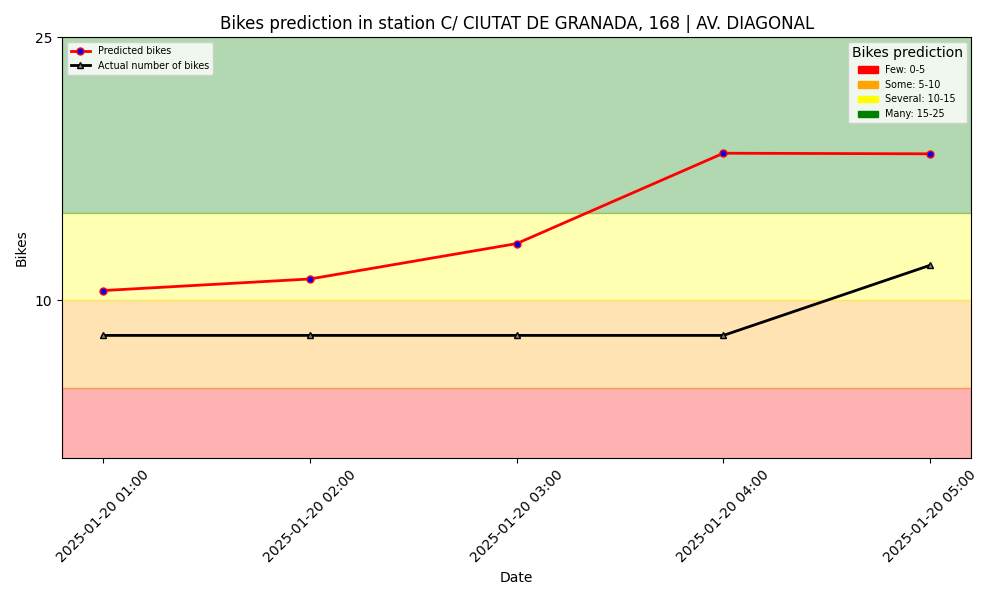 Bikes prediction in station C/ CIUTAT DE GRANADA, 168 | AV. DIAGONAL
25
Predicted bikes
Actual number of bikes
Bikes prediction
Few: 0-5
Some: 5-10
Several: 10-15
Many: 15-25
Bikes
10
2025-01-20 01:00
2025-01-20 02:00
2025-01-20 03:00
2025-01-20 04:00
2025-01-20 05:00
Date